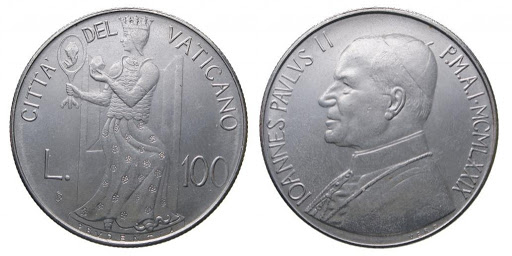 CITTA' DEL VATICANO
L. 100
IOANNES PAVLVS II
P.M.A.I-MCMLXXIX